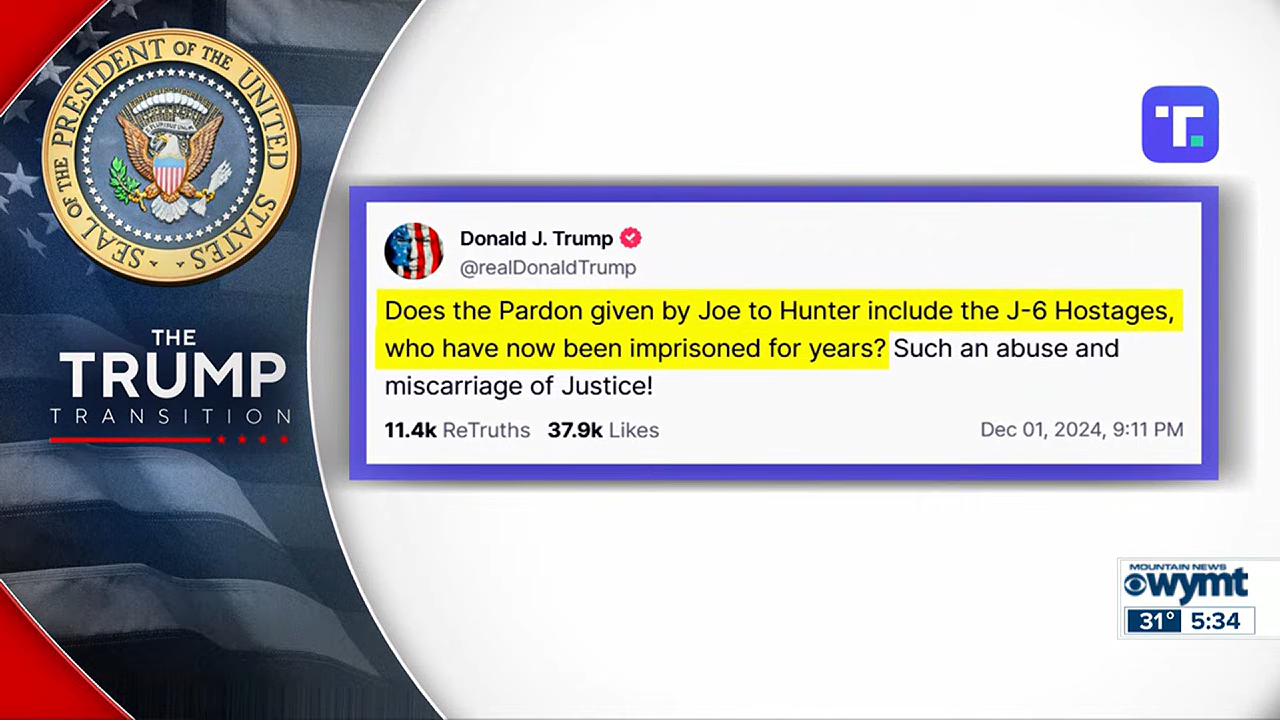 SEAL OF THE PRESIDENT OF THE UNITED STATES
THE
TRUMP
TRANSITION
Donald J. Trump
@realDonaldTrump
Does the Pardon given by Joe to Hunter include the J-6 Hostages,
who have now been imprisoned for years? Such an abuse and
miscarriage of Justice!
11.4k ReTruths 37.9k Likes
Dec 01, 2024, 9:11 PM
MOUNTAIN NEWS
wymt
31° 5:34